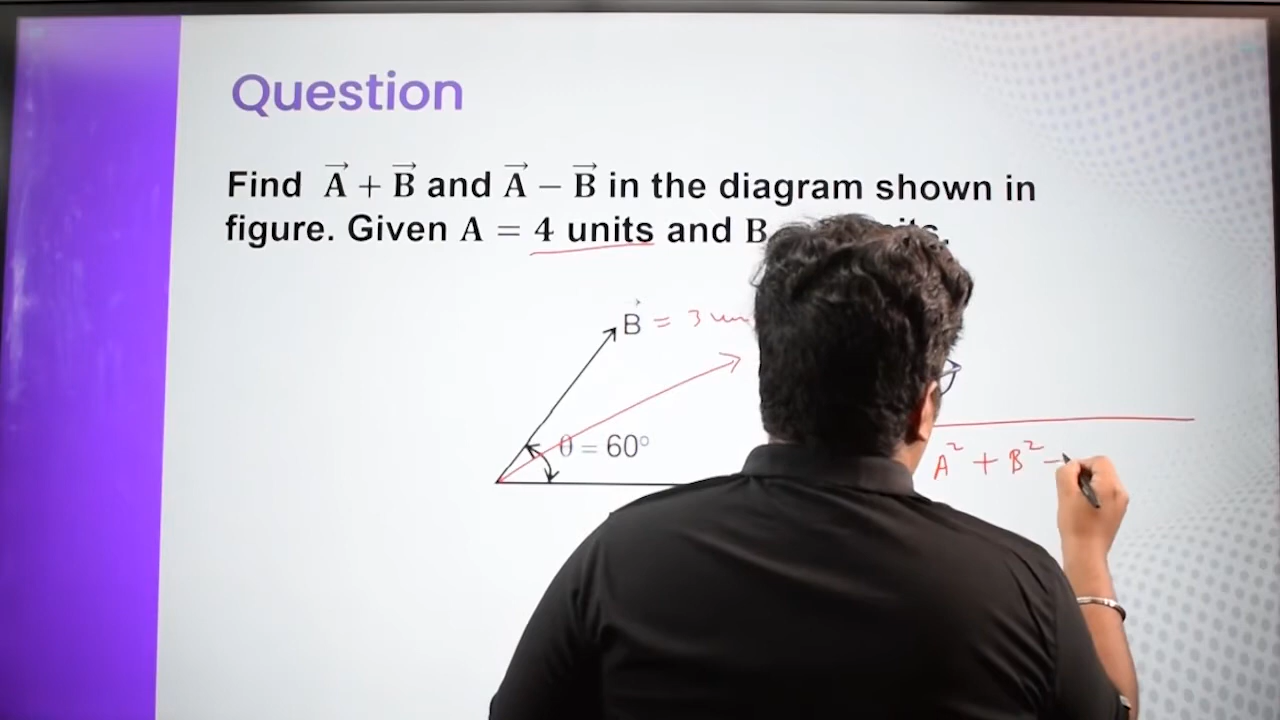 Question
Find A⃗ + B⃗ and A⃗ − B⃗ in the diagram shown in
figure. Given A = 4 units and B
B⃗ = 3
θ = 60°
A² + B²